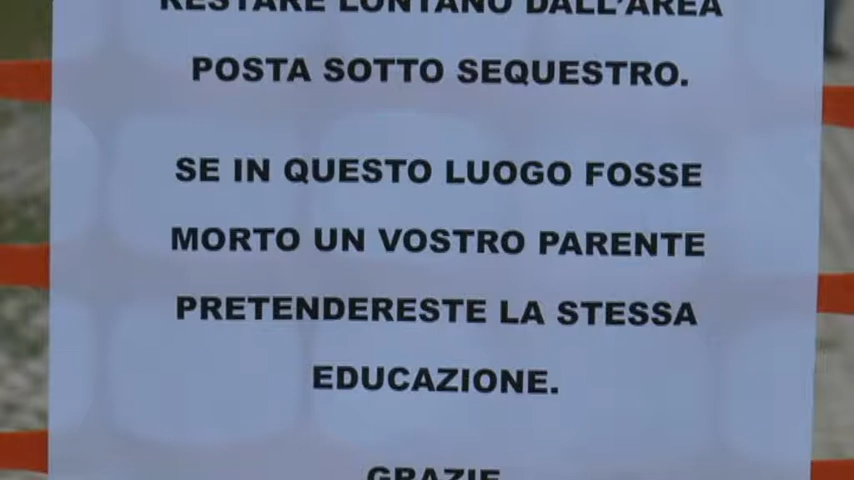 RESTARE LONTANO DALL'AREA
POSTA SOTTO SEQUESTRO.
SE IN QUESTO LUOGO FOSSE
MORTO UN VOSTRO PARENTE
PRETENDERESTE LA STESSA
EDUCAZIONE.
GRAZIE